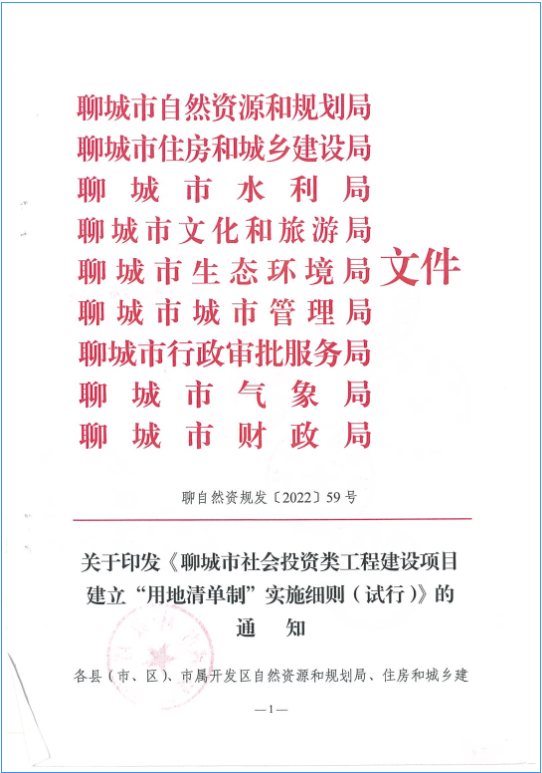 聊城市自然资源和规划局
聊城市住房和城乡建设局
聊城市水利局
聊城市文化和旅游局
聊城市生态环境局 文件
聊城市城市管理局
聊城市行政审批服务局
聊城市气象局
聊城市财政局
聊自然资规发〔2022〕59号
关于印发《聊城市社会投资类工程建设项目
建立“用地清单制”实施细则(试行)》的
通知
各县(市、区)、市属开发区自然资源和规划局、住房和城乡建
—1—